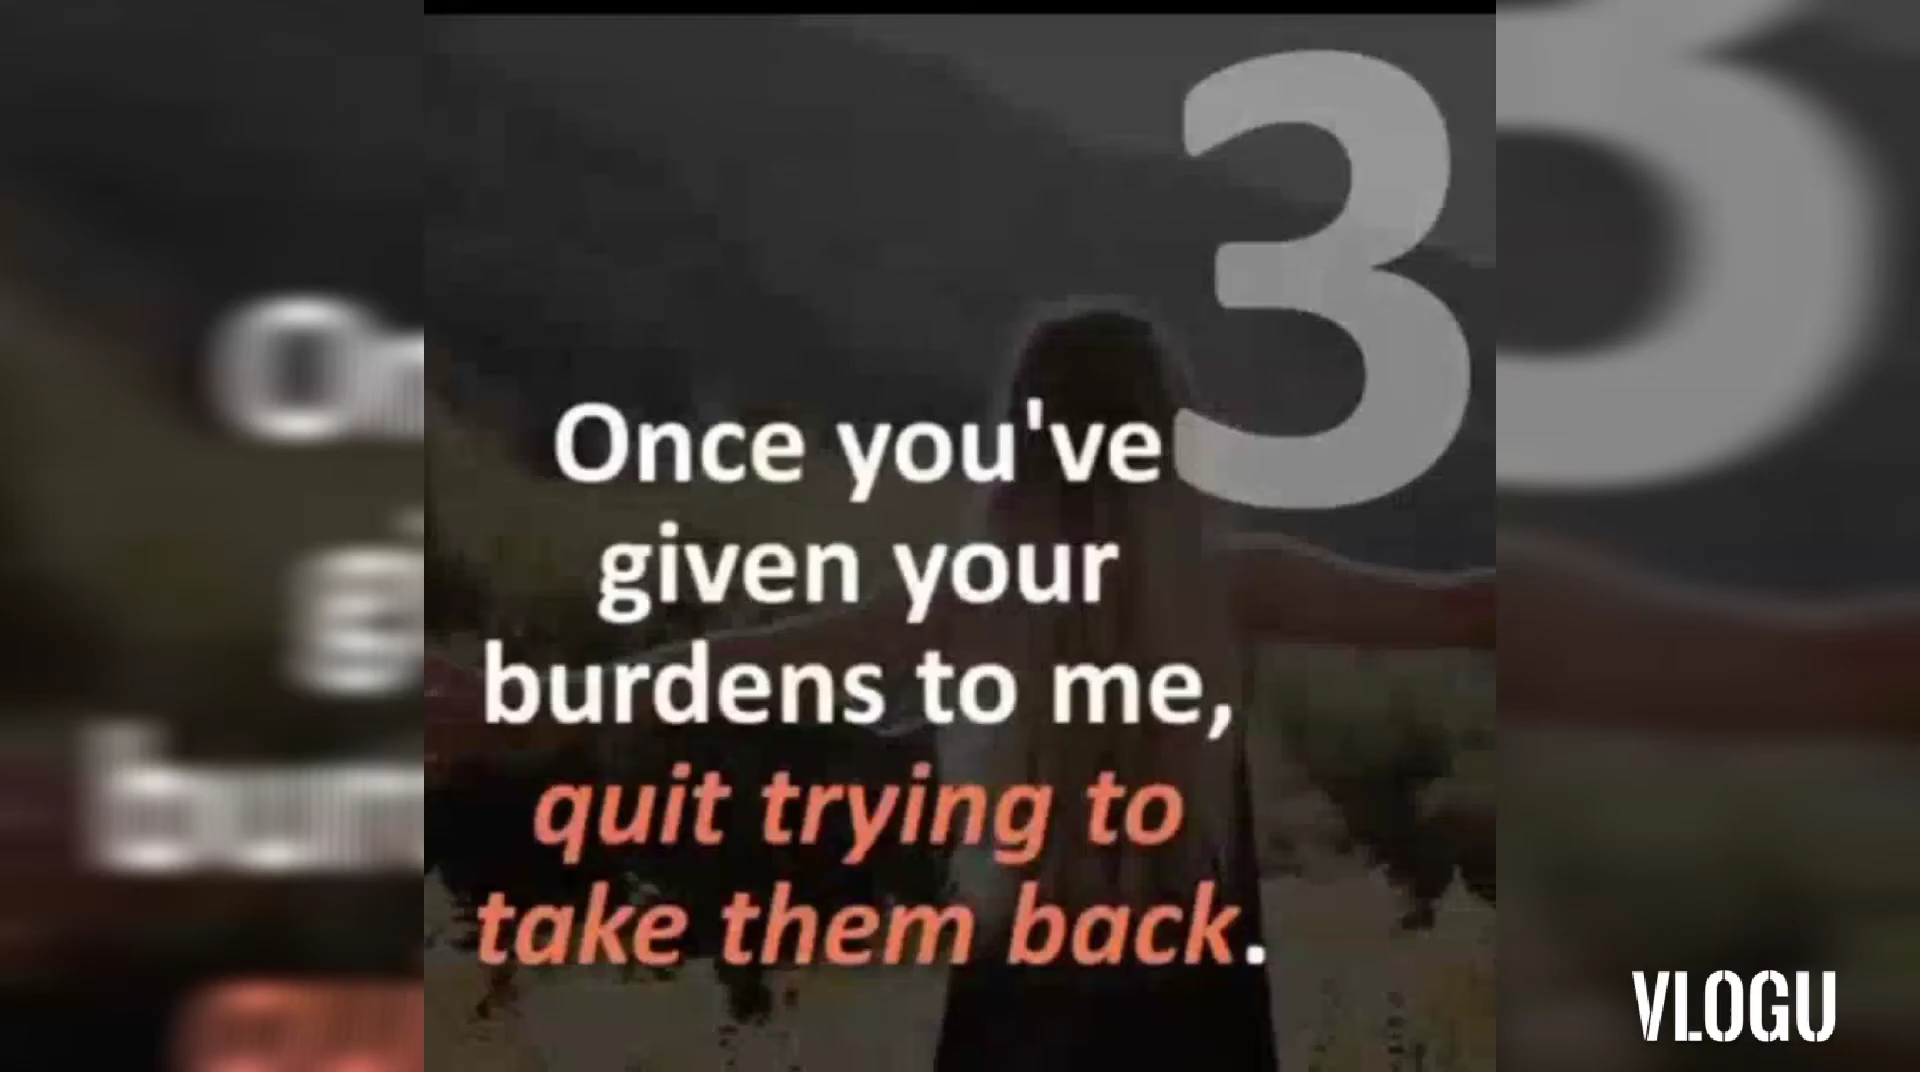 3
Once you've
given your
burdens to me,
quit trying to
take them back.
VLOGU